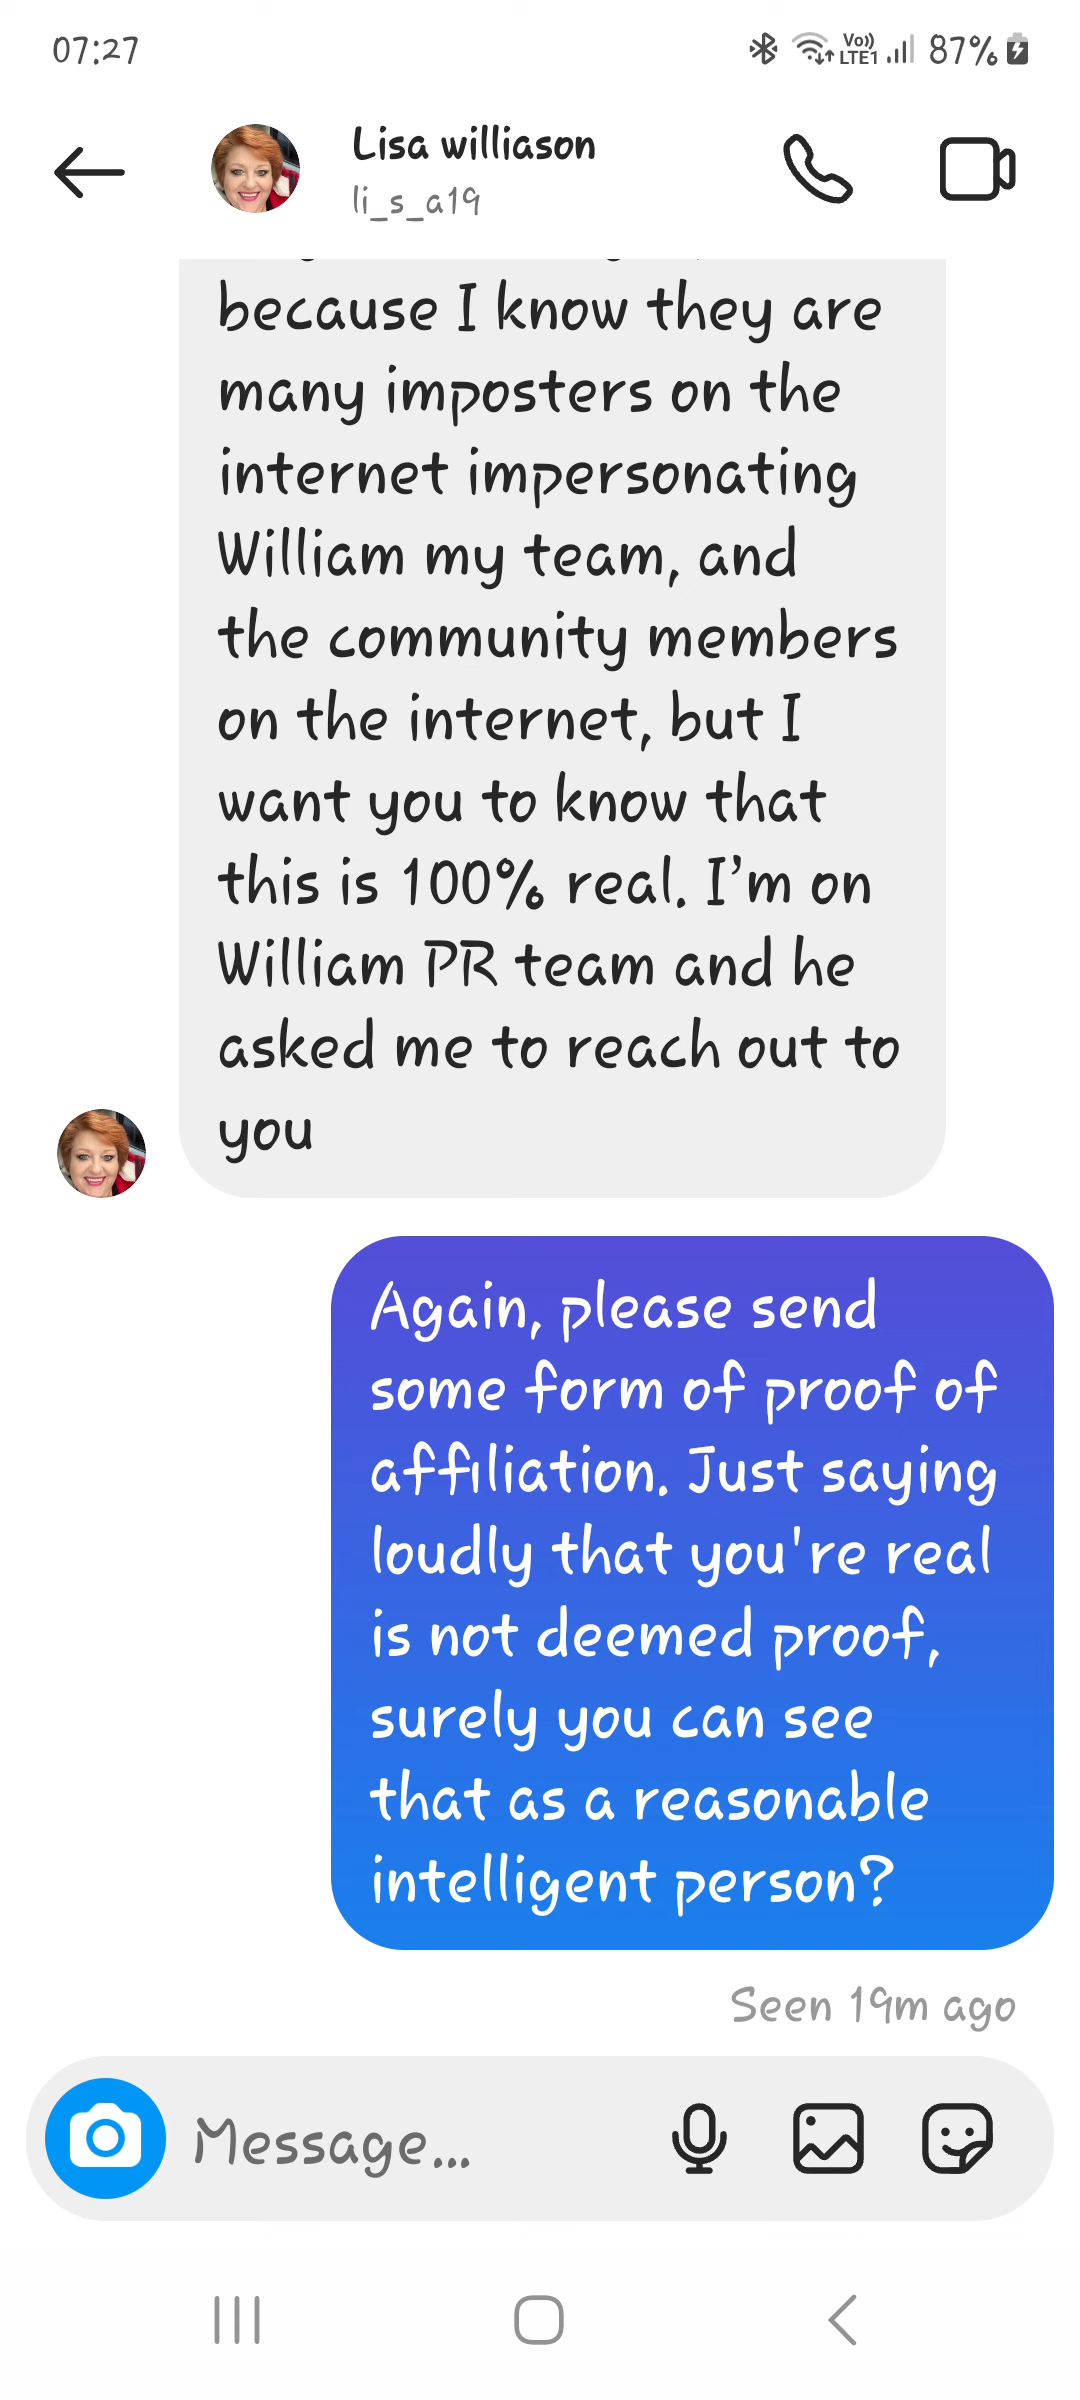 07:27
Vo)) LTE1 87%
Lisa williason
li_s_a19
because I know they are
many imposters on the
internet impersonating
William my team, and
the community members
on the internet, but I
want you to know that
this is 100% real. I’m on
William PR team and he
asked me to reach out to
you
Again, please send
some form of proof of
affiliation. Just saying
loudly that you're real
is not deemed proof,
surely you can see
that as a reasonable
intelligent person?
Seen 19m ago
Message...